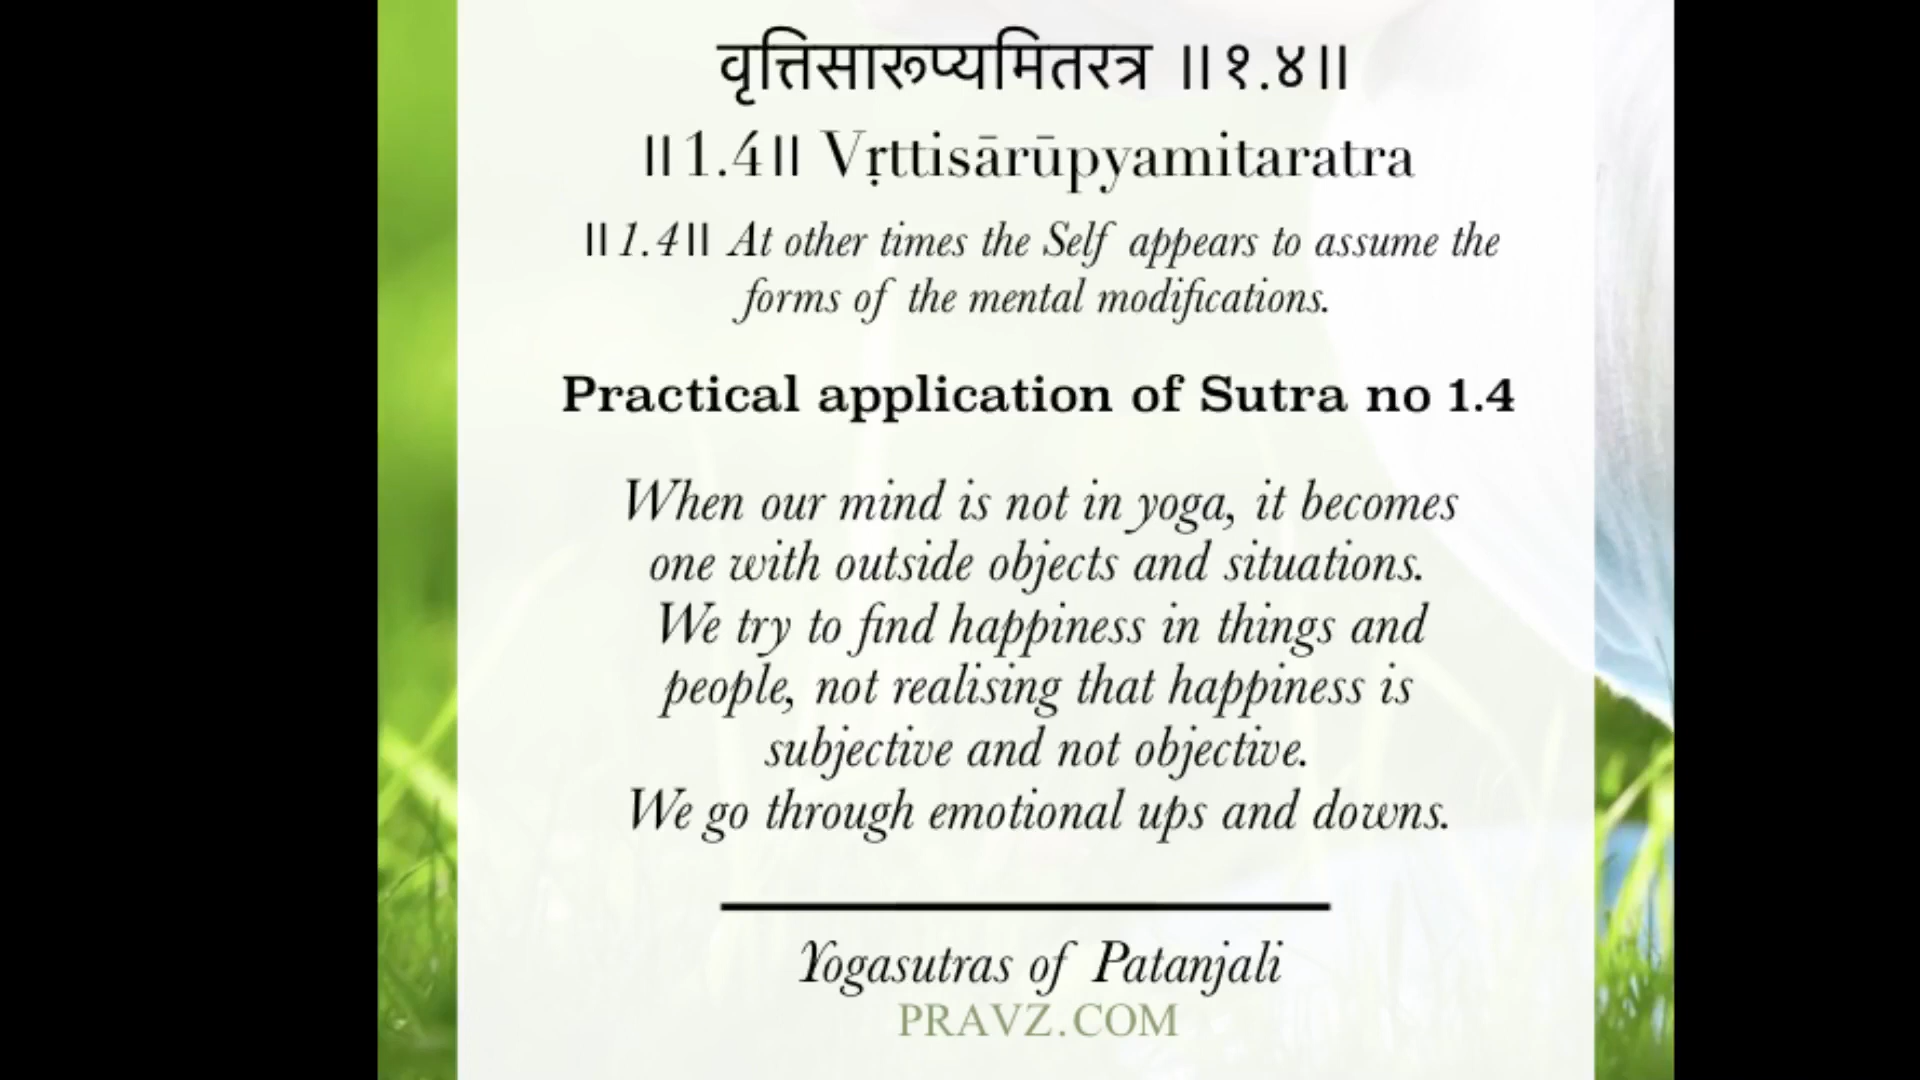 वृत्तिसारूप्यमितरत्र ॥१.४॥
॥1.4॥ Vṛttisārūpyamitaratra
॥1.4॥ At other times the Self appears to assume the
forms of the mental modifications.
Practical application of Sutra no 1.4
When our mind is not in yoga, it becomes
one with outside objects and situations.
We try to find happiness in things and
people, not realising that happiness is
subjective and not objective.
We go through emotional ups and downs.
Yogasutras of Patanjali
PRAVZ.COM